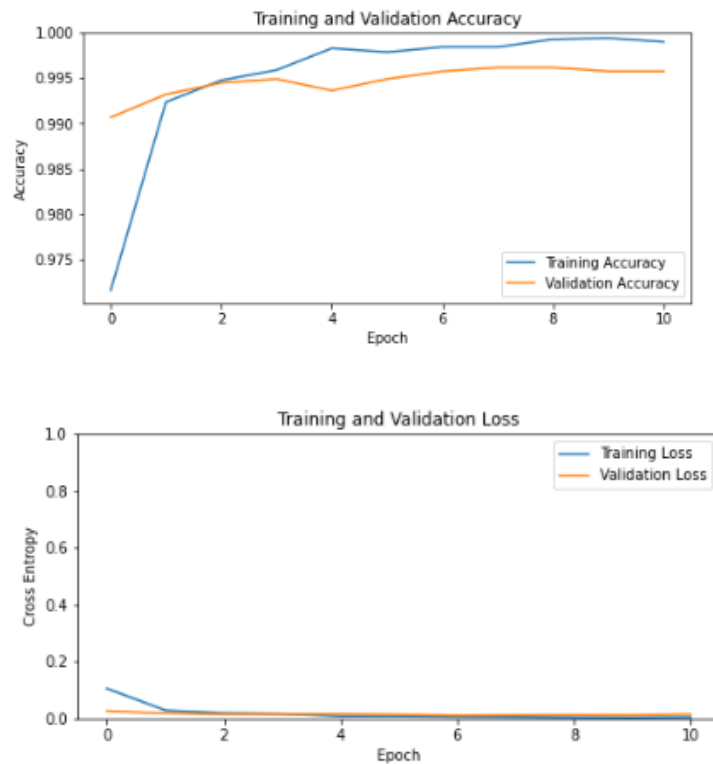 Training and Validation Accuracy
1.000
0.995
0.990
0.985
0.980
0.975
Accuracy
Training Accuracy
Validation Accuracy
0 2 4 6 8 10
Epoch
Training and Validation Loss
1.0
0.8
0.6
0.4
0.2
0.0
Cross Entropy
Training Loss
Validation Loss
0 2 4 6 8 10
Epoch